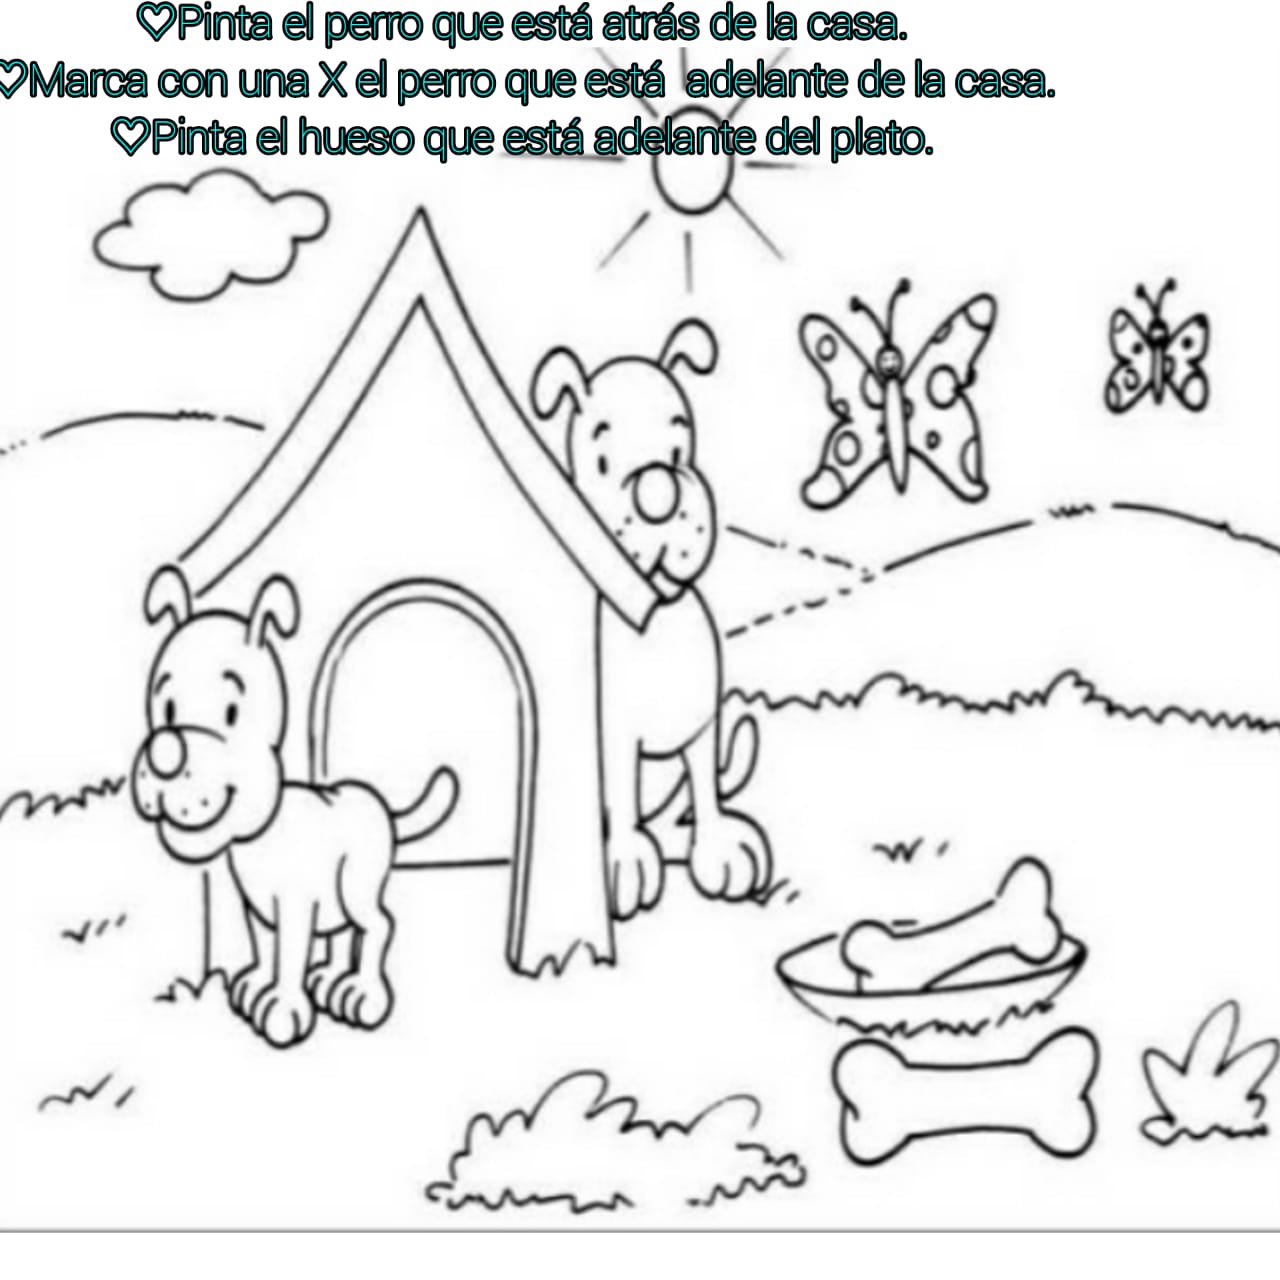 ♡Pinta el perro que está atrás de la casa.
♡Marca con una X el perro que está  adelante de la casa.
♡Pinta el hueso que está adelante del plato.